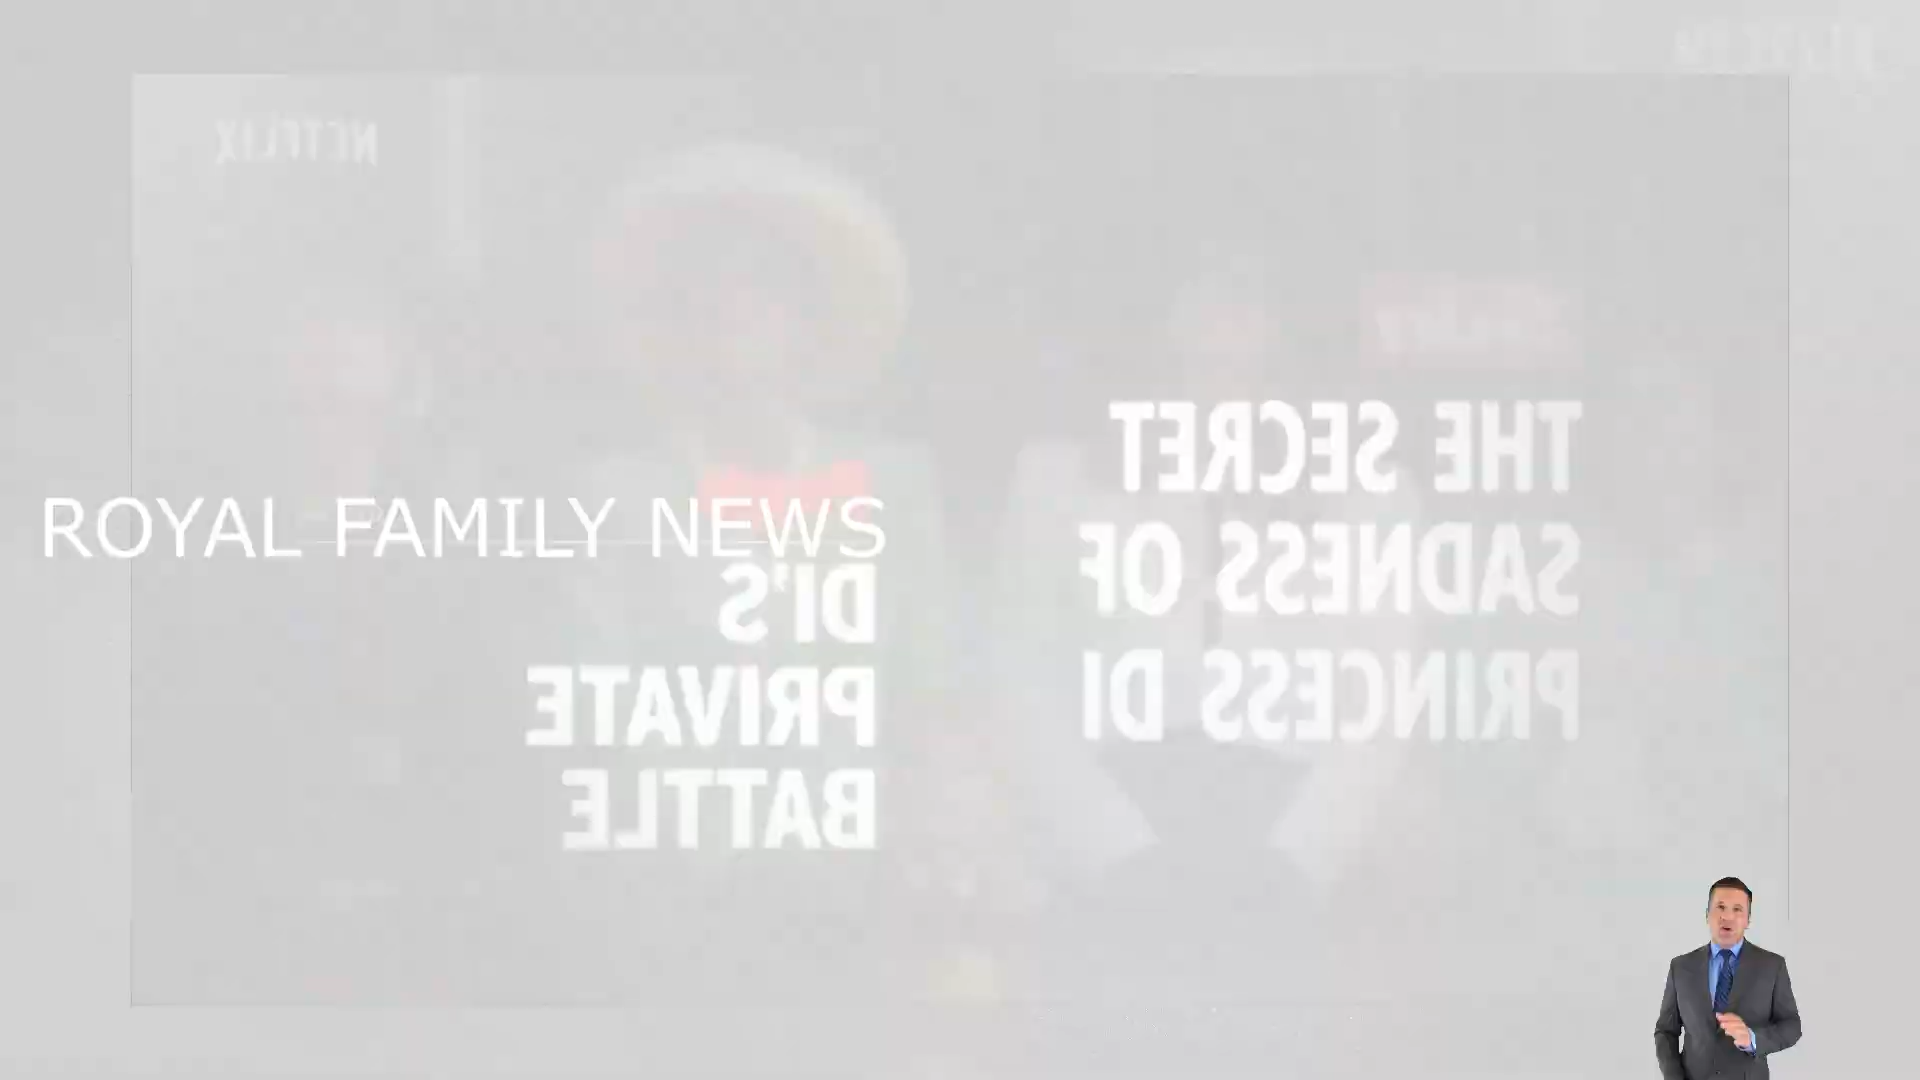 NETFLIX
ROYAL FAMILY NEWS
DI'S
PRIVATE
BATTLE
THE SECRET
SADNESS OF
PRINCESS DI